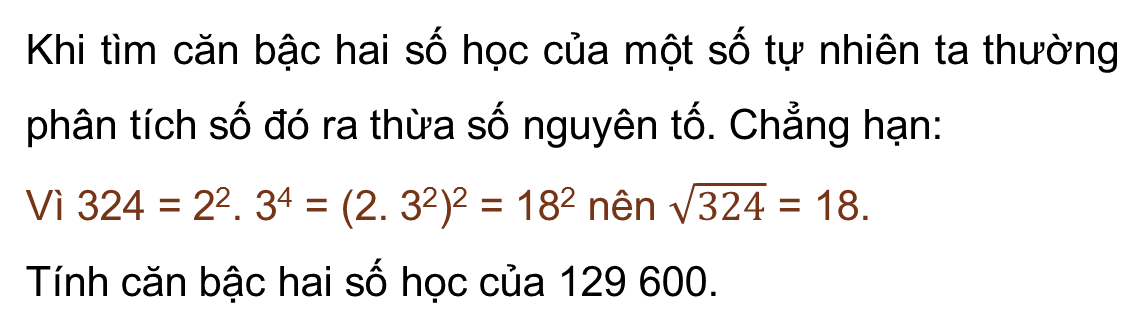 Khi tìm căn bậc hai số học của một số tự nhiên ta thường
phân tích số đó ra thừa số nguyên tố. Chẳng hạn:
Vì 324 = 2². 3⁴ = (2. 3²)² = 18² nên √324 = 18.
Tính căn bậc hai số học của 129 600.